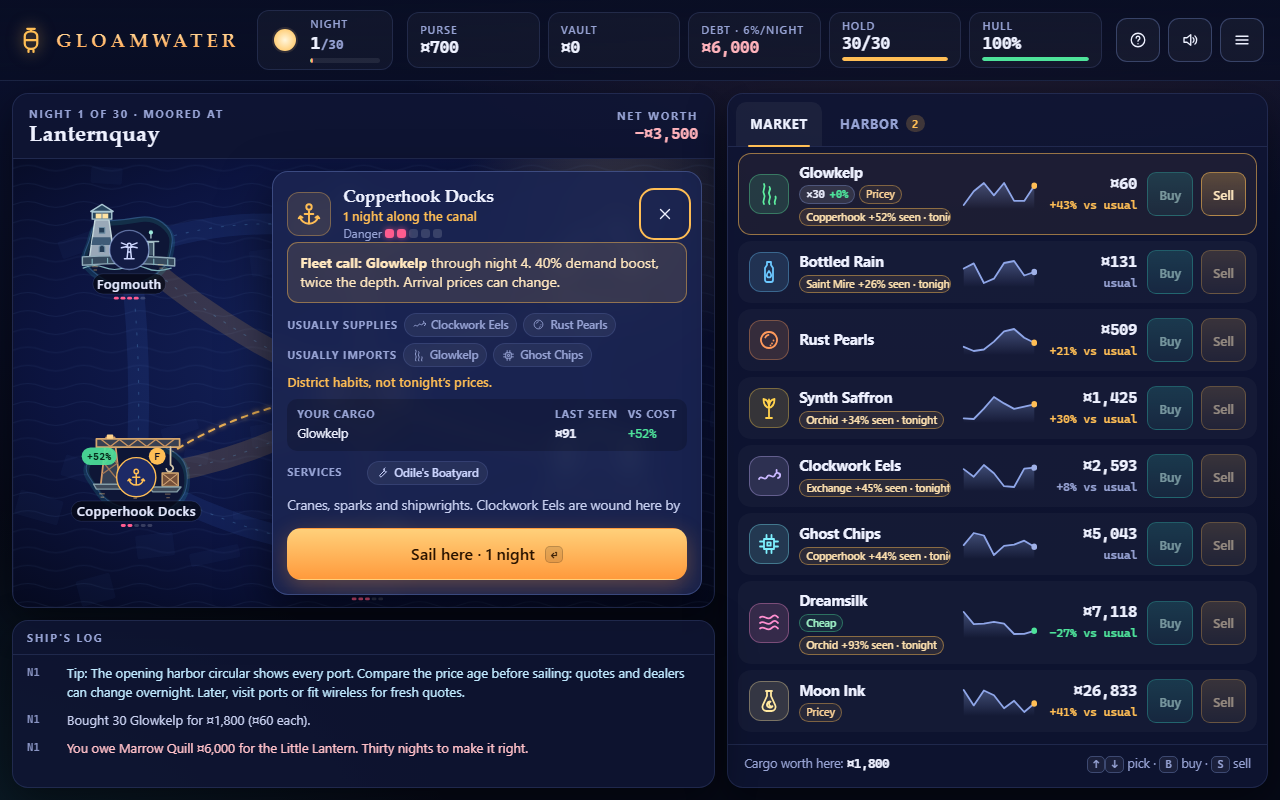 GLOAMWATER
NIGHT
1/30
PURSE
¤700
VAULT
¤0
DEBT · 6%/NIGHT
¤6,000
HOLD
30/30
HULL
100%
NIGHT 1 OF 30 · MOORED AT
Lanternquay
NET WORTH
−¤3,500
Fogmouth
+52%
F
Copperhook Docks
Copperhook Docks
1 night along the canal
Danger
Fleet call: Glowkelp through night 4. 40% demand boost,
twice the depth. Arrival prices can change.
USUALLY SUPPLIES Clockwork Eels Rust Pearls
USUALLY IMPORTS Glowkelp Ghost Chips
District habits, not tonight's prices.
YOUR CARGO LAST SEEN VS COST
Glowkelp ¤91 +52%
SERVICES Odile's Boatyard
Cranes, sparks and shipwrights. Clockwork Eels are wound here by
Sail here · 1 night ↵
SHIP'S LOG
N1 Tip: The opening harbor circular shows every port. Compare the price age before sailing: quotes and dealers
can change overnight. Later, visit ports or fit wireless for fresh quotes.
N1 Bought 30 Glowkelp for ¤1,800 (¤60 each).
N1 You owe Marrow Quill ¤6,000 for the Little Lantern. Thirty nights to make it right.
MARKET HARBOR 2
Glowkelp
×30 +0% Pricey
Copperhook +52% seen · toni
¤60
+43% vs usual
Buy Sell
Bottled Rain
Saint Mire +26% seen · tonigh
¤131
usual
Buy Sell
Rust Pearls
¤509
+21% vs usual
Buy Sell
Synth Saffron
Orchid +34% seen · tonight
¤1,425
+30% vs usual
Buy Sell
Clockwork Eels
Exchange +45% seen · tonight
¤2,593
+8% vs usual
Buy Sell
Ghost Chips
Copperhook +44% seen · toni
¤5,043
usual
Buy Sell
Dreamsilk
Cheap
Orchid +93% seen · tonight
¤7,118
−27% vs usual
Buy Sell
Moon Ink
Pricey
¤26,833
+41% vs usual
Buy Sell
Cargo worth here: ¤1,800
↑ ↓ pick · B buy · S sell